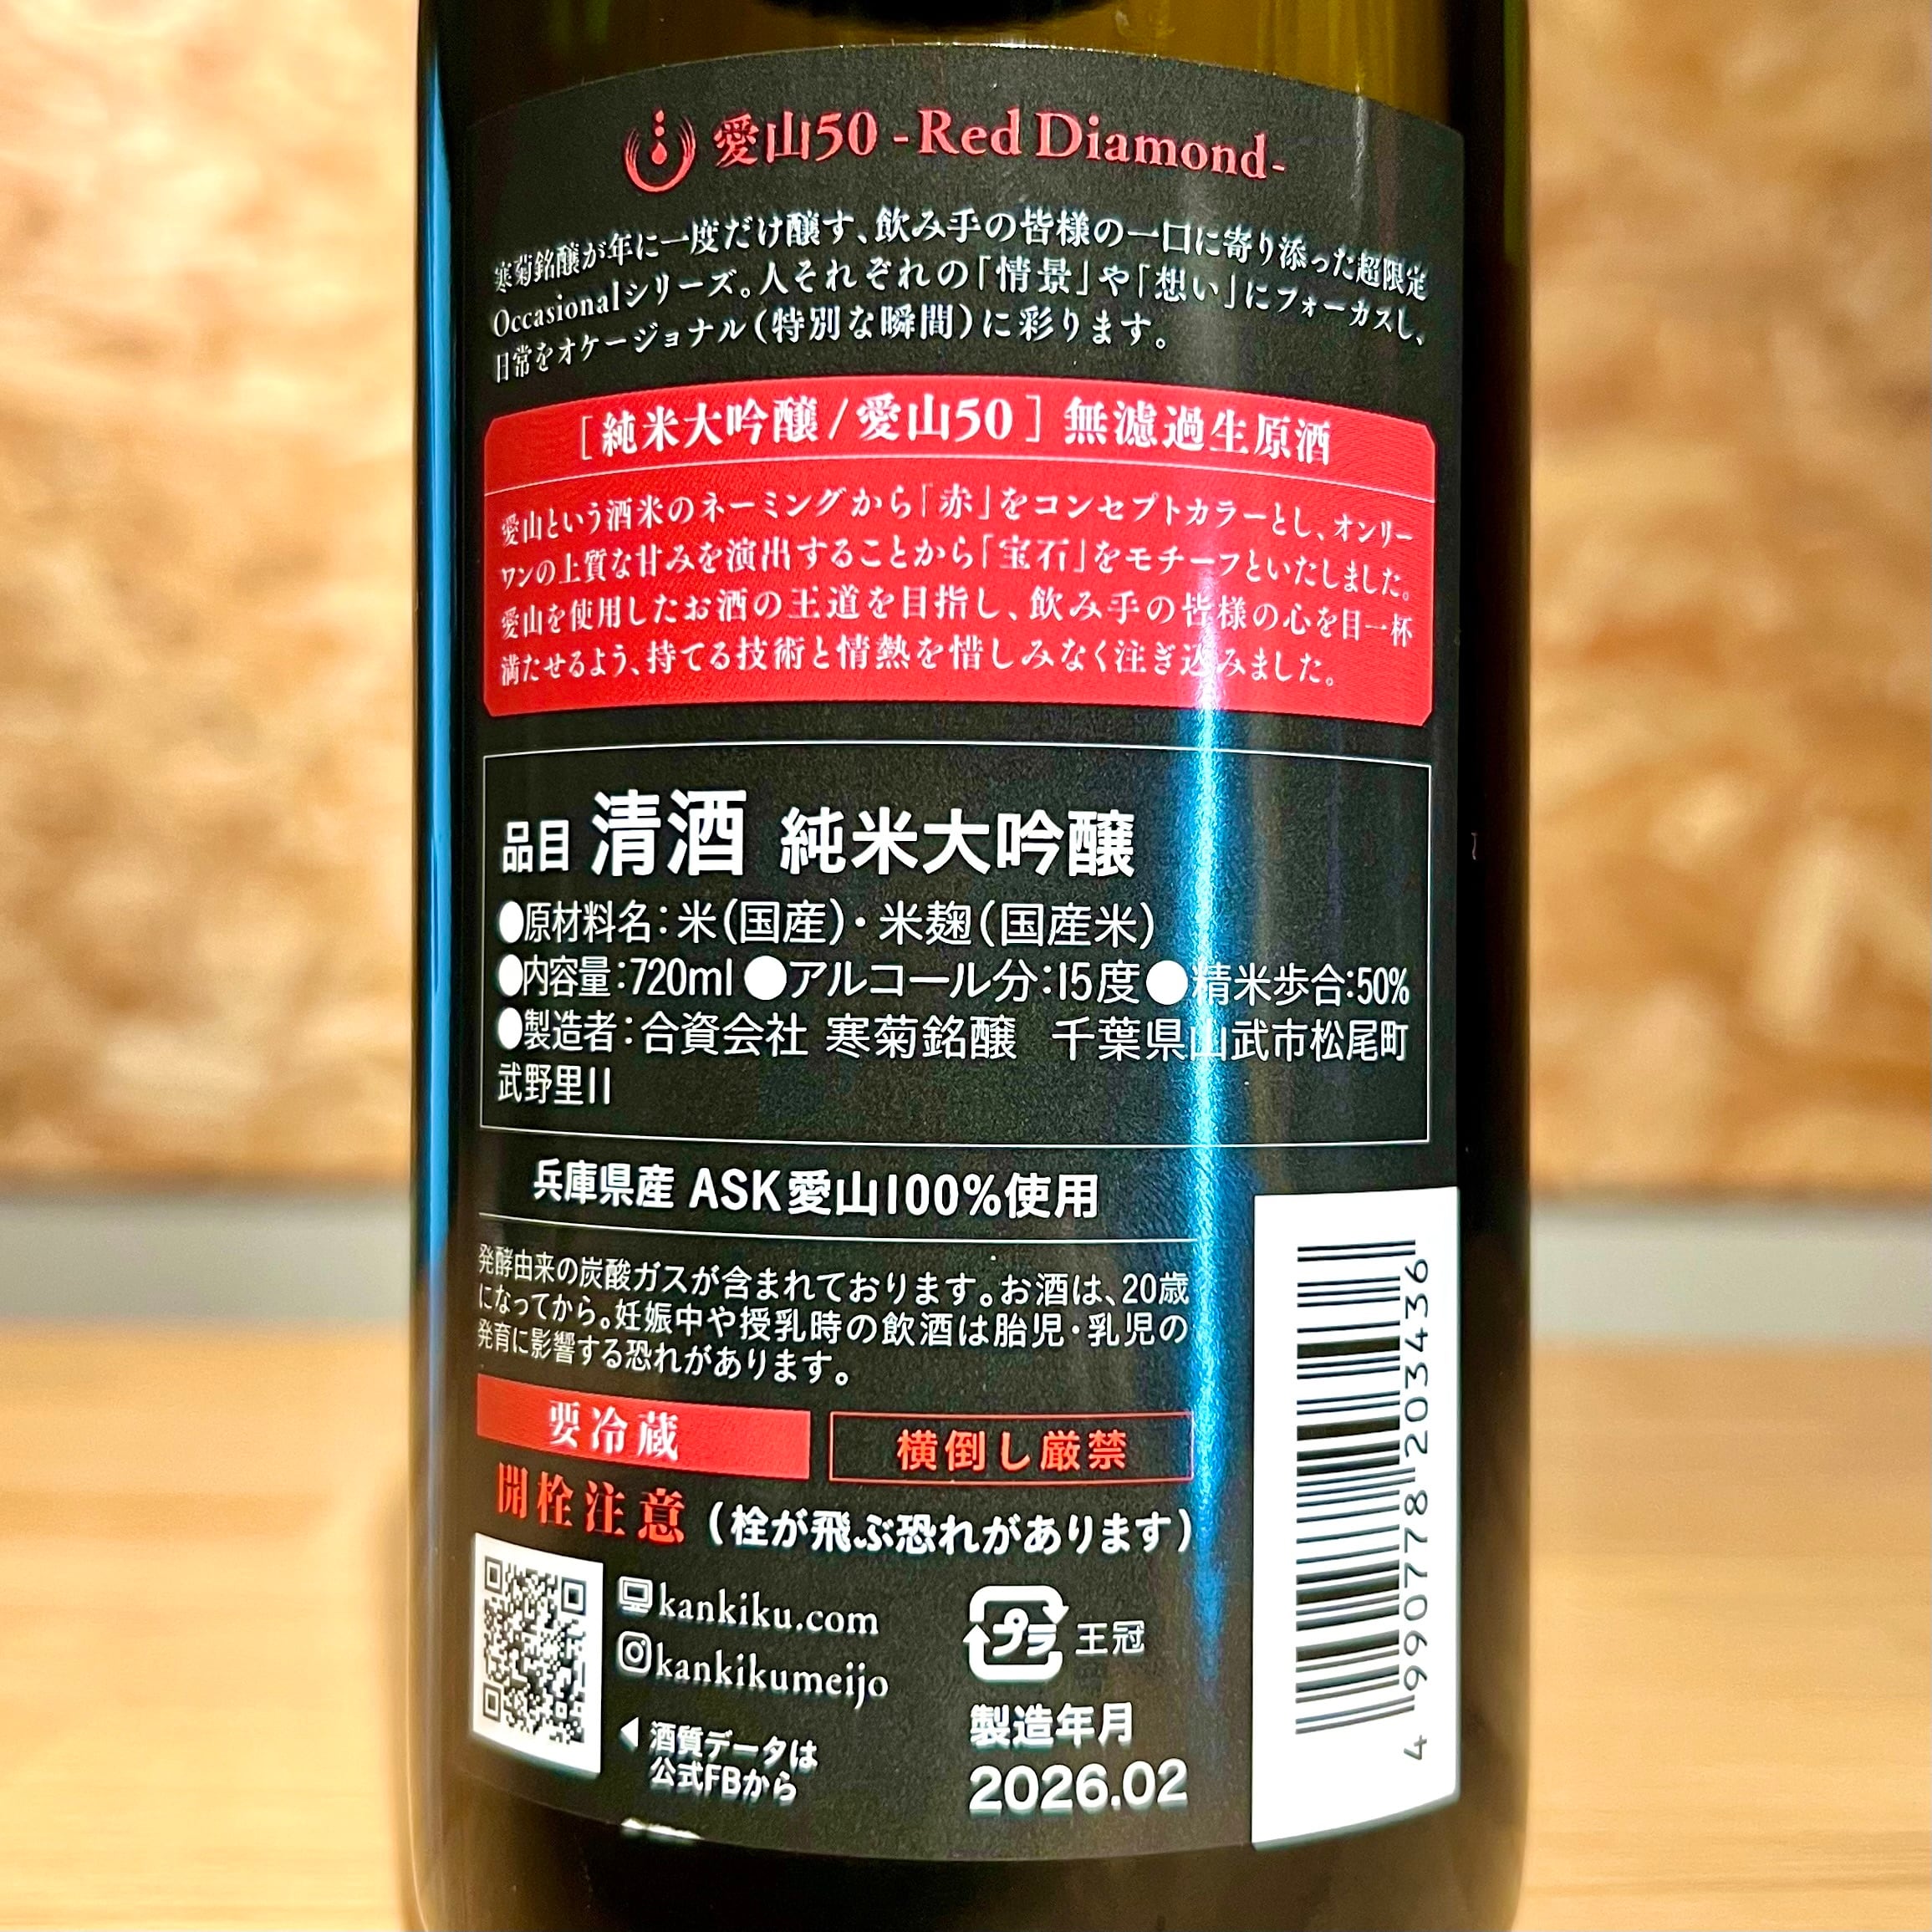 愛山50 -Red Diamond-
寒菊銘醸が年に一度だけ醸す、飲み手の皆様の一口に寄り添った超限定
Occasionalシリーズ。人それぞれの「情景」や「想い」にフォーカスし、
日常をオケージョナル(特別な瞬間)に彩ります。
[純米大吟醸/愛山50]無濾過生原酒
愛山という酒米のネーミングから「赤」をコンセプトカラーとし、オンリー
ワンの上質な甘みを演出することから「宝石」をモチーフといたしました。
愛山を使用したお酒の王道を目指し、飲み手の皆様の心を目一杯
満たせるよう、持てる技術と情熱を惜しみなく注ぎ込みました。
品目 清酒 純米大吟醸
●原材料名:米(国産)・米麹(国産米)
●内容量:720ml ●アルコール分:15度 ●精米歩合:50%
●製造者:合資会社 寒菊銘醸 千葉県山武市松尾町
武野里11
兵庫県産 ASK愛山100%使用
発酵由来の炭酸ガスが含まれております。お酒は、20歳
になってから。妊娠中や授乳時の飲酒は胎児・乳児の
発育に影響する恐れがあります。
要冷蔵 横倒し厳禁
開栓注意(栓が飛ぶ恐れがあります)
kankiku.com
kankikumeijo
◀酒質データは
公式FBから
プラ 王冠
製造年月
2026.02
4 990778 203436